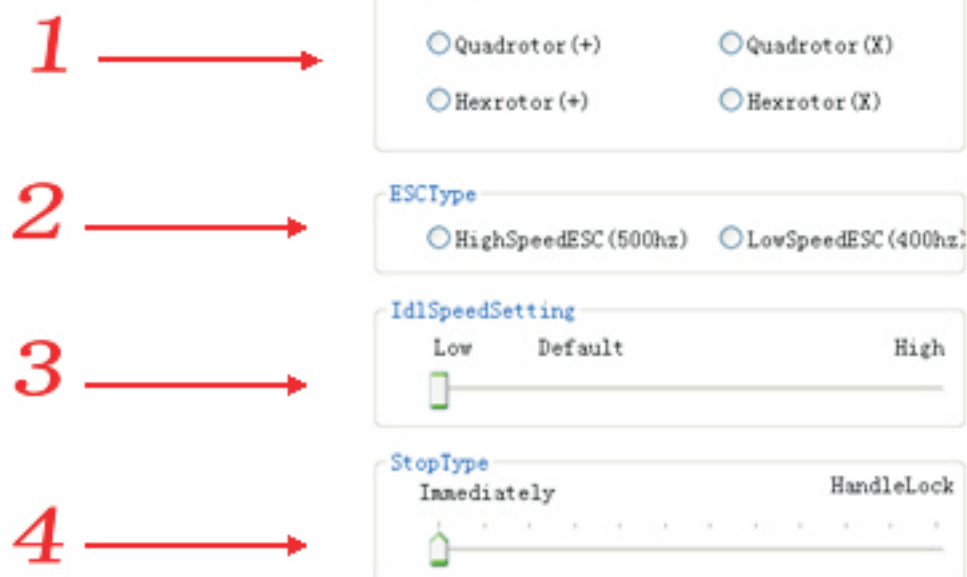 1
Quadrotor(+) Quadrotor(X)
Hexrotor(+) Hexrotor(X)
2
ESCType
HighSpeedESC(500hz) LowSpeedESC(400hz)
3
IdlSpeedSetting
Low Default High
4
StopType
Immediately HandleLock